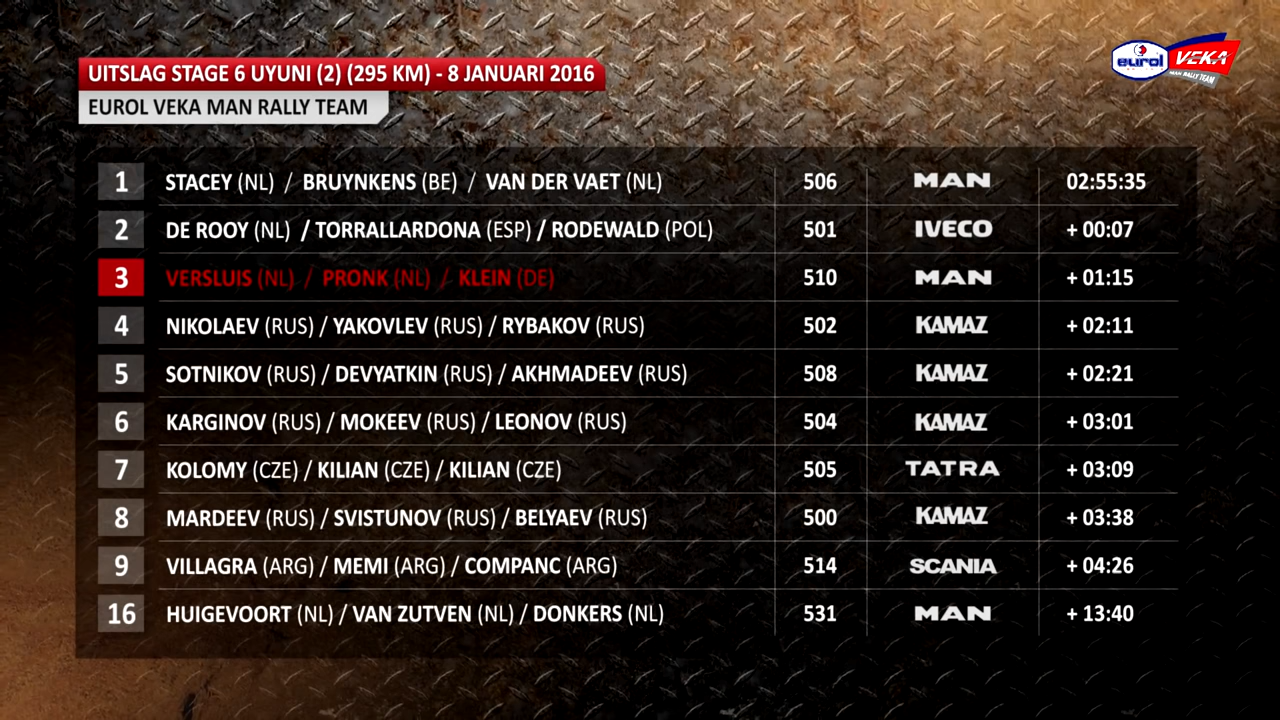 UITSLAG STAGE 6 UYUNI (2) (295 KM) - 8 JANUARI 2016
EUROL VEKA MAN RALLY TEAM
eurol VEKA
MAN RALLY TEAM
1 STACEY (NL) / BRUYNKENS (BE) / VAN DER VAET (NL) 506 MAN 02:55:35
2 DE ROOY (NL) / TORRALLARDONA (ESP) / RODEWALD (POL) 501 IVECO + 00:07
3 VERSLUIS (NL) / PRONK (NL) / KLEIN (DE) 510 MAN + 01:15
4 NIKOLAEV (RUS) / YAKOVLEV (RUS) / RYBAKOV (RUS) 502 KAMAZ + 02:11
5 SOTNIKOV (RUS) / DEVYATKIN (RUS) / AKHMADEEV (RUS) 508 KAMAZ + 02:21
6 KARGINOV (RUS) / MOKEEV (RUS) / LEONOV (RUS) 504 KAMAZ + 03:01
7 KOLOMY (CZE) / KILIAN (CZE) / KILIAN (CZE) 505 TATRA + 03:09
8 MARDEEV (RUS) / SVISTUNOV (RUS) / BELYAEV (RUS) 500 KAMAZ + 03:38
9 VILLAGRA (ARG) / MEMI (ARG) / COMPANC (ARG) 514 SCANIA + 04:26
16 HUIGEVOORT (NL) / VAN ZUTVEN (NL) / DONKERS (NL) 531 MAN + 13:40